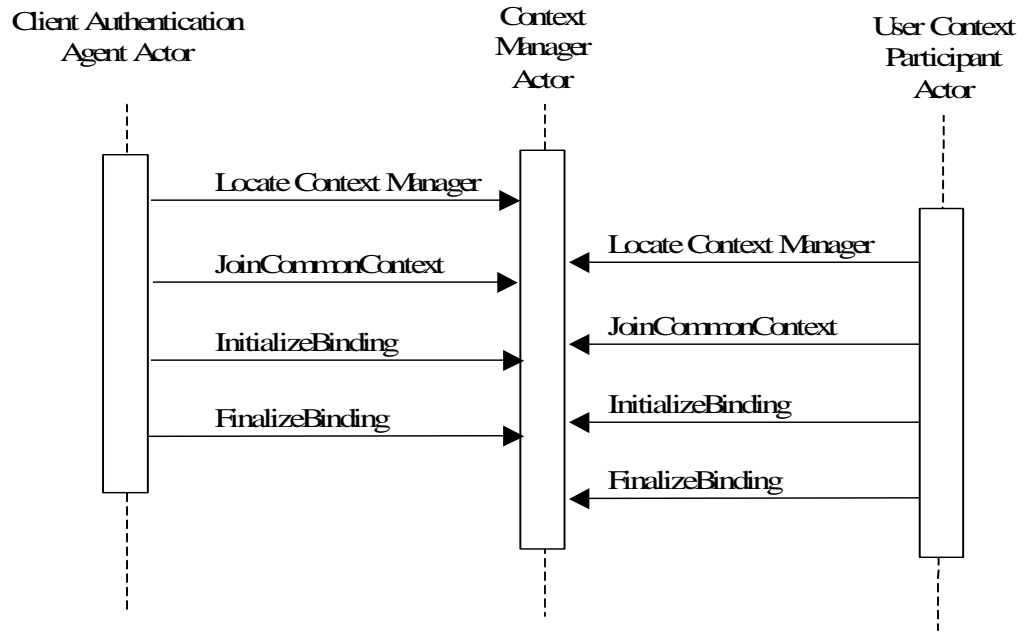 Client Authentication
Agent Actor
Context
Manager
Actor
User Context
Participant
Actor
Locate Context Manager
Locate Context Manager
JoinCommonContext
JoinCommonContext
InitializeBinding
InitializeBinding
FinalizeBinding
FinalizeBinding